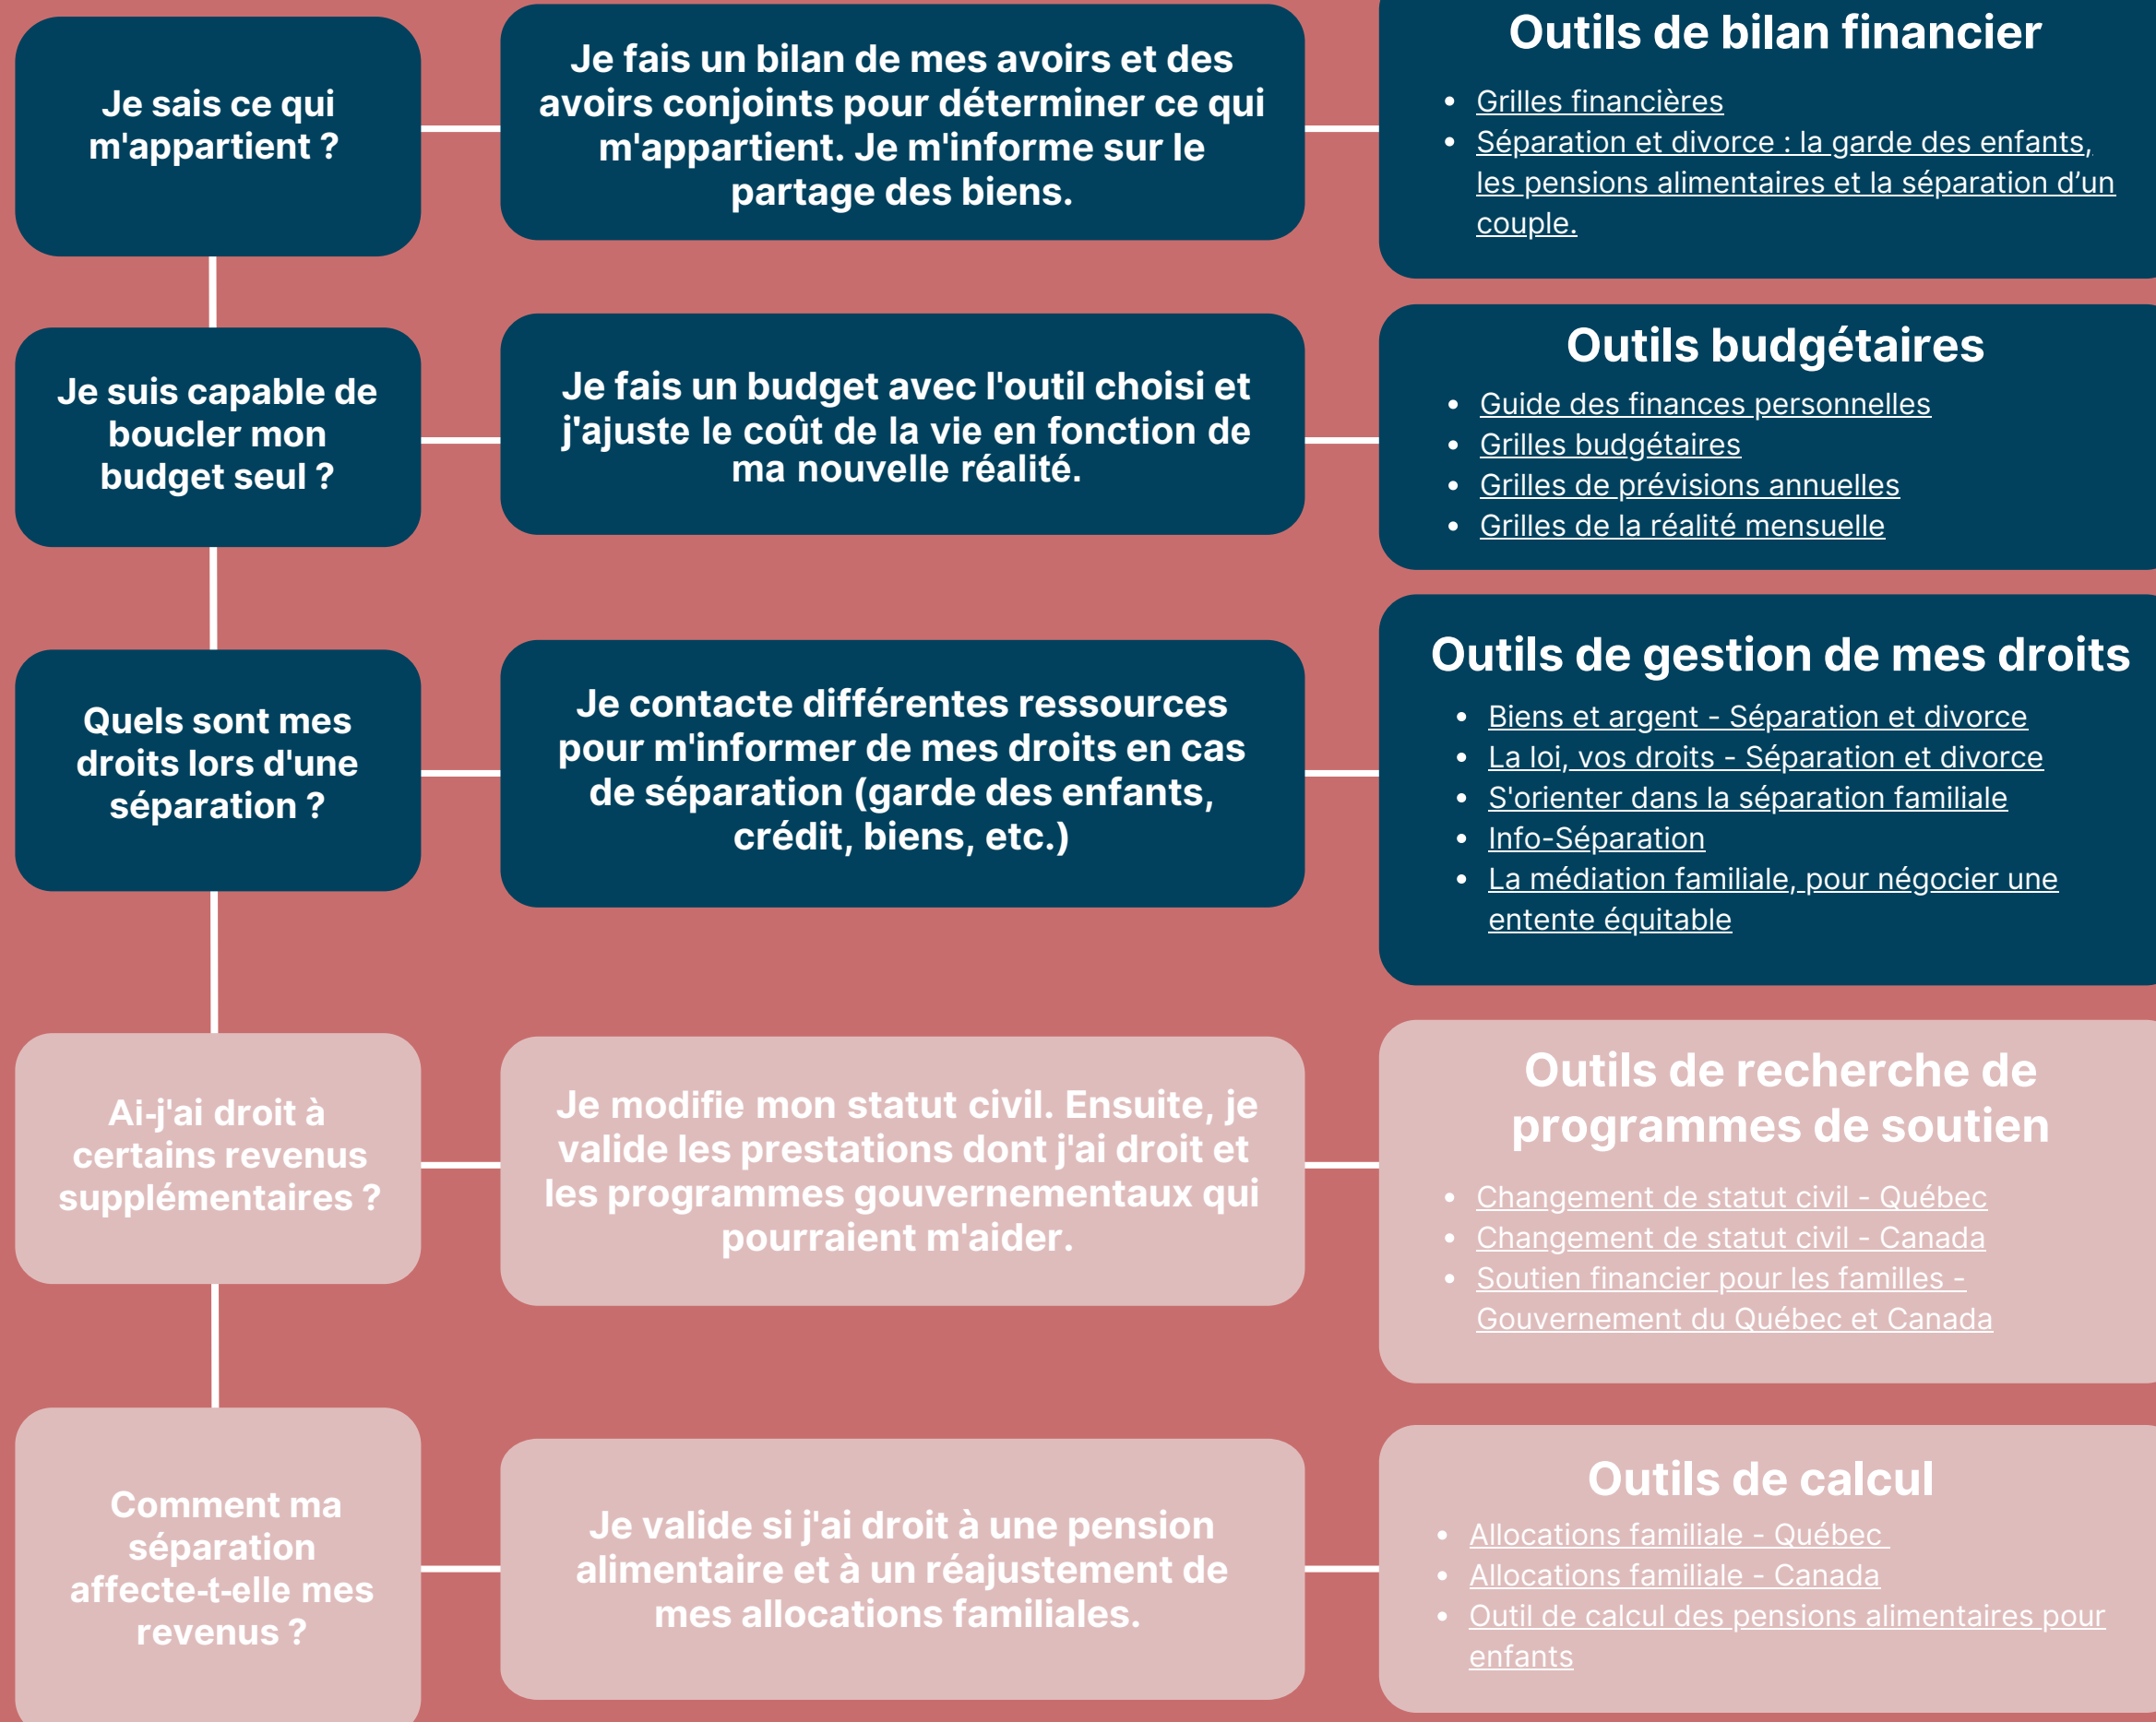 Je sais ce qui
m'appartient ?
Je fais un bilan de mes avoirs et des
avoirs conjoints pour déterminer ce qui
m'appartient. Je m'informe sur le
partage des biens.
Outils de bilan financier
• Grilles financières
• Séparation et divorce : la garde des enfants,
les pensions alimentaires et la séparation d’un
couple.
Je suis capable de
boucler mon
budget seul ?
Je fais un budget avec l'outil choisi et
j'ajuste le coût de la vie en fonction de
ma nouvelle réalité.
Outils budgétaires
• Guide des finances personnelles
• Grilles budgétaires
• Grilles de prévisions annuelles
• Grilles de la réalité mensuelle
Quels sont mes
droits lors d'une
séparation ?
Je contacte différentes ressources
pour m'informer de mes droits en cas
de séparation (garde des enfants,
crédit, biens, etc.)
Outils de gestion de mes droits
• Biens et argent - Séparation et divorce
• La loi, vos droits - Séparation et divorce
• S'orienter dans la séparation familiale
• Info-Séparation
• La médiation familiale, pour négocier une
entente équitable
Ai-j'ai droit à
certains revenus
supplémentaires ?
Je modifie mon statut civil. Ensuite, je
valide les prestations dont j'ai droit et
les programmes gouvernementaux qui
pourraient m'aider.
Outils de recherche de
programmes de soutien
• Changement de statut civil - Québec
• Changement de statut civil - Canada
• Soutien financier pour les familles -
Gouvernement du Québec et Canada
Comment ma
séparation
affecte-t-elle mes
revenus ?
Je valide si j'ai droit à une pension
alimentaire et à un réajustement de
mes allocations familiales.
Outils de calcul
• Allocations familiale - Québec
• Allocations familiale - Canada
• Outil de calcul des pensions alimentaires pour
enfants